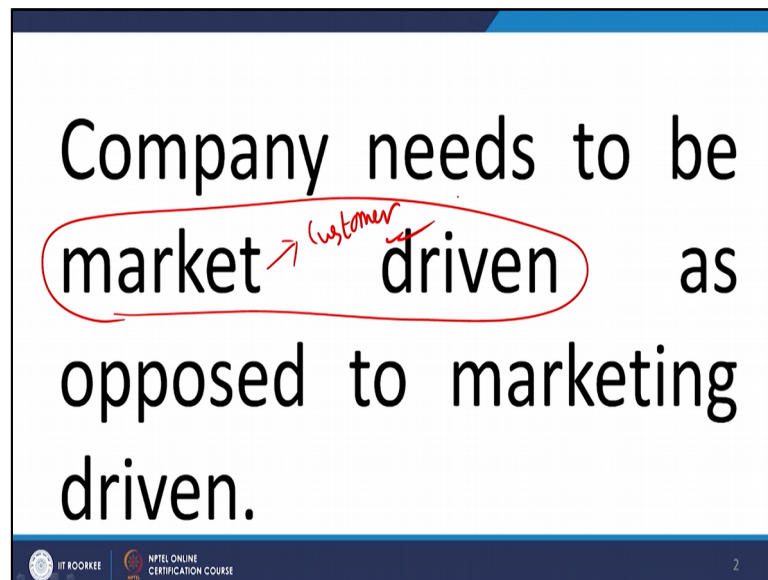 Company needs to be
Customer
market driven as
opposed to marketing
driven.
IIT ROORKEE
NPTEL ONLINE
CERTIFICATION COURSE
2